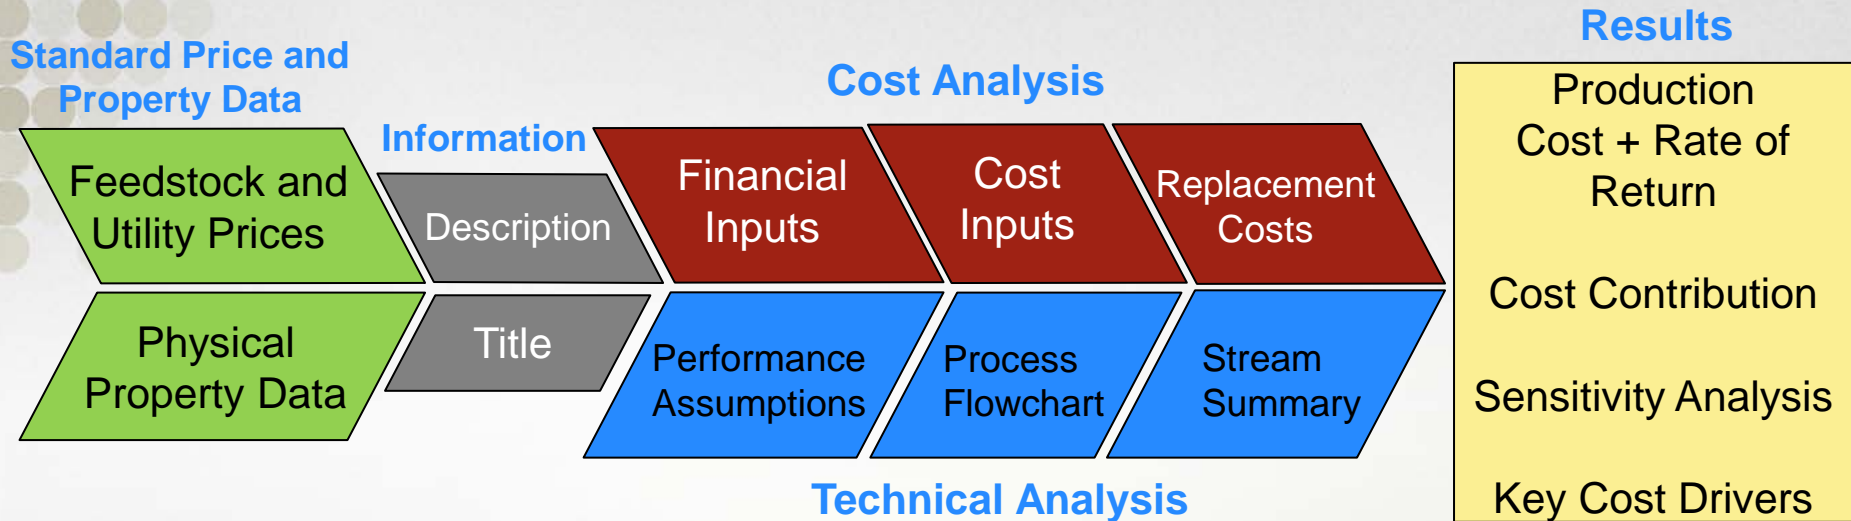 Standard Price and
Property Data
Feedstock and
Utility Prices
Physical
Property Data
Information
Description
Title
Cost Analysis
Financial
Inputs
Cost
Inputs
Replacement
Costs
Performance
Assumptions
Process
Flowchart
Stream
Summary
Technical Analysis
Results
Production
Cost + Rate of
Return
Cost Contribution
Sensitivity Analysis
Key Cost Drivers